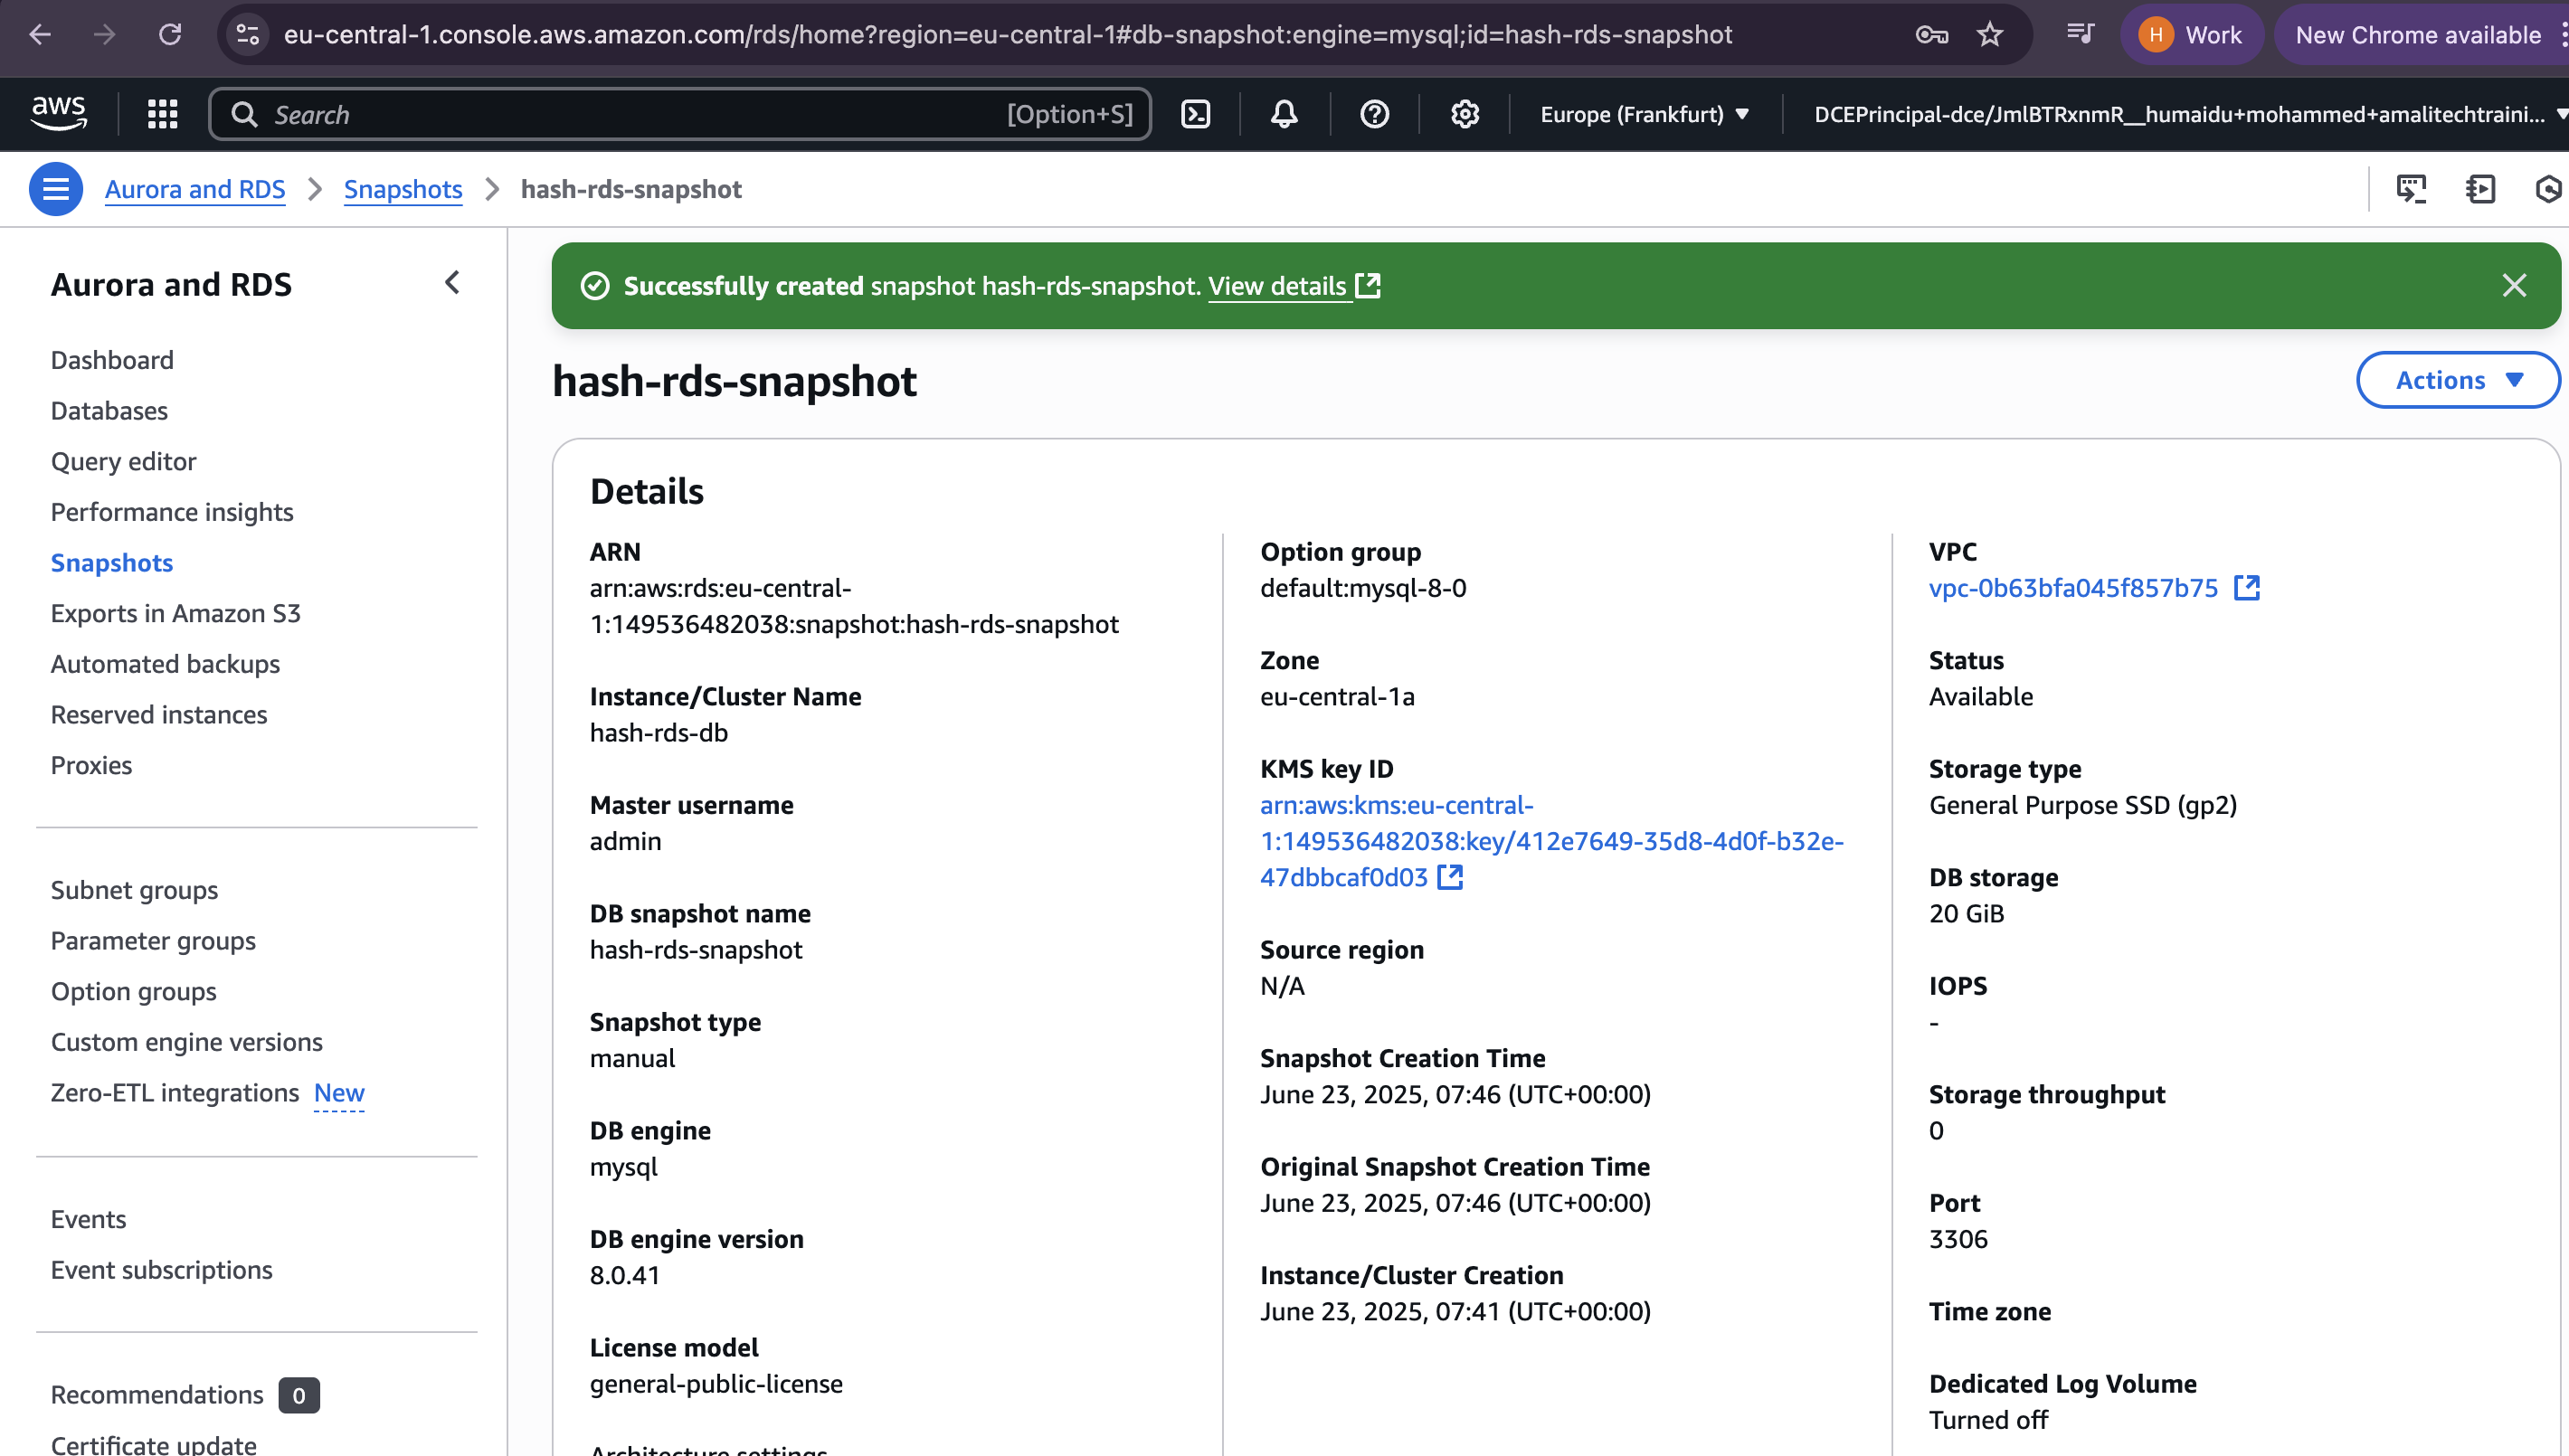 eu-central-1.console.aws.amazon.com/rds/home?region=eu-central-1#db-snapshot:engine=mysql;id=hash-rds-snapshot
H Work
New Chrome available
aws
Search [Option+S]
Europe (Frankfurt)
DCEPrincipal-dce/JmlBTRxnmR__humaidu+mohammed+amalitechtraini...
Aurora and RDS
Snapshots
hash-rds-snapshot
Aurora and RDS
Dashboard
Databases
Query editor
Performance insights
Snapshots
Exports in Amazon S3
Automated backups
Reserved instances
Proxies
Subnet groups
Parameter groups
Option groups
Custom engine versions
Zero-ETL integrations New
Events
Event subscriptions
Recommendations 0
Certificate update
Successfully created snapshot hash-rds-snapshot. View details
hash-rds-snapshot
Actions
Details
ARN
arn:aws:rds:eu-central-
1:149536482038:snapshot:hash-rds-snapshot
Instance/Cluster Name
hash-rds-db
Master username
admin
DB snapshot name
hash-rds-snapshot
Snapshot type
manual
DB engine
mysql
DB engine version
8.0.41
License model
general-public-license
Architecture settings
Option group
default:mysql-8-0
Zone
eu-central-1a
KMS key ID
arn:aws:kms:eu-central-
1:149536482038:key/412e7649-35d8-4d0f-b32e-
47dbbcaf0d03
Source region
N/A
Snapshot Creation Time
June 23, 2025, 07:46 (UTC+00:00)
Original Snapshot Creation Time
June 23, 2025, 07:46 (UTC+00:00)
Instance/Cluster Creation
June 23, 2025, 07:41 (UTC+00:00)
VPC
vpc-0b63bfa045f857b75
Status
Available
Storage type
General Purpose SSD (gp2)
DB storage
20 GiB
IOPS
-
Storage throughput
0
Port
3306
Time zone
Dedicated Log Volume
Turned off